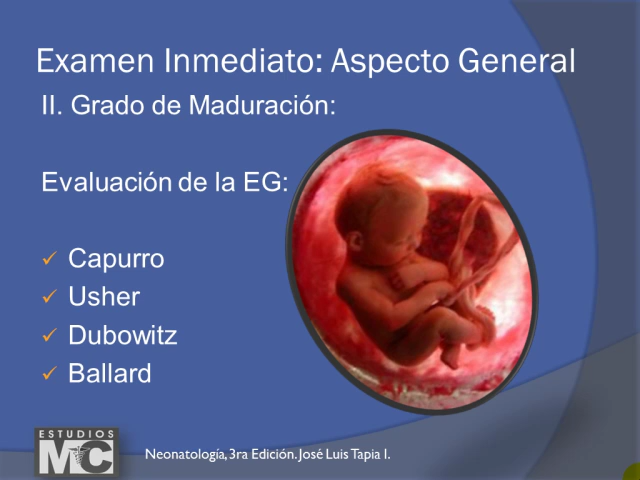 Examen Inmediato: Aspecto General
II. Grado de Maduración:
Evaluación de la EG:
Capurro
Usher
Dubowitz
Ballard
ESTUDIOS
MC
Neonatología, 3ra Edición. José Luis Tapia I.